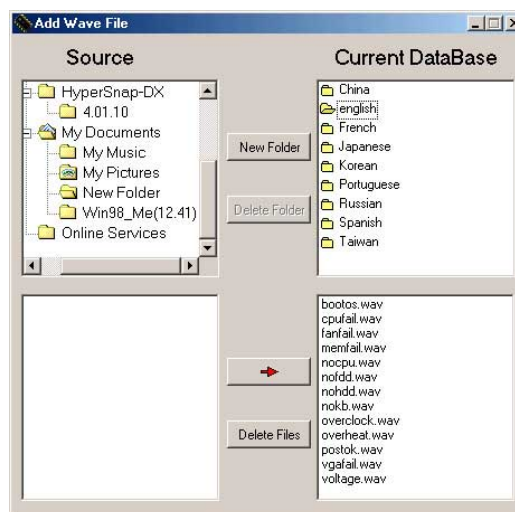 Add Wave File
Source
Current DataBase
HyperSnap-DX
4.01.10
My Documents
My Music
My Pictures
New Folder
Win98_Me(12.41)
Online Services
New Folder
Delete Folder
China
english
French
Japanese
Korean
Portuguese
Russian
Spanish
Taiwan
Delete Files
bootos.wav
cpufail.wav
fanfail.wav
memfail.wav
nocpu.wav
nofdd.wav
nohdd.wav
nokb.wav
overclock.wav
overheat.wav
postok.wav
vgafail.wav
voltage.wav